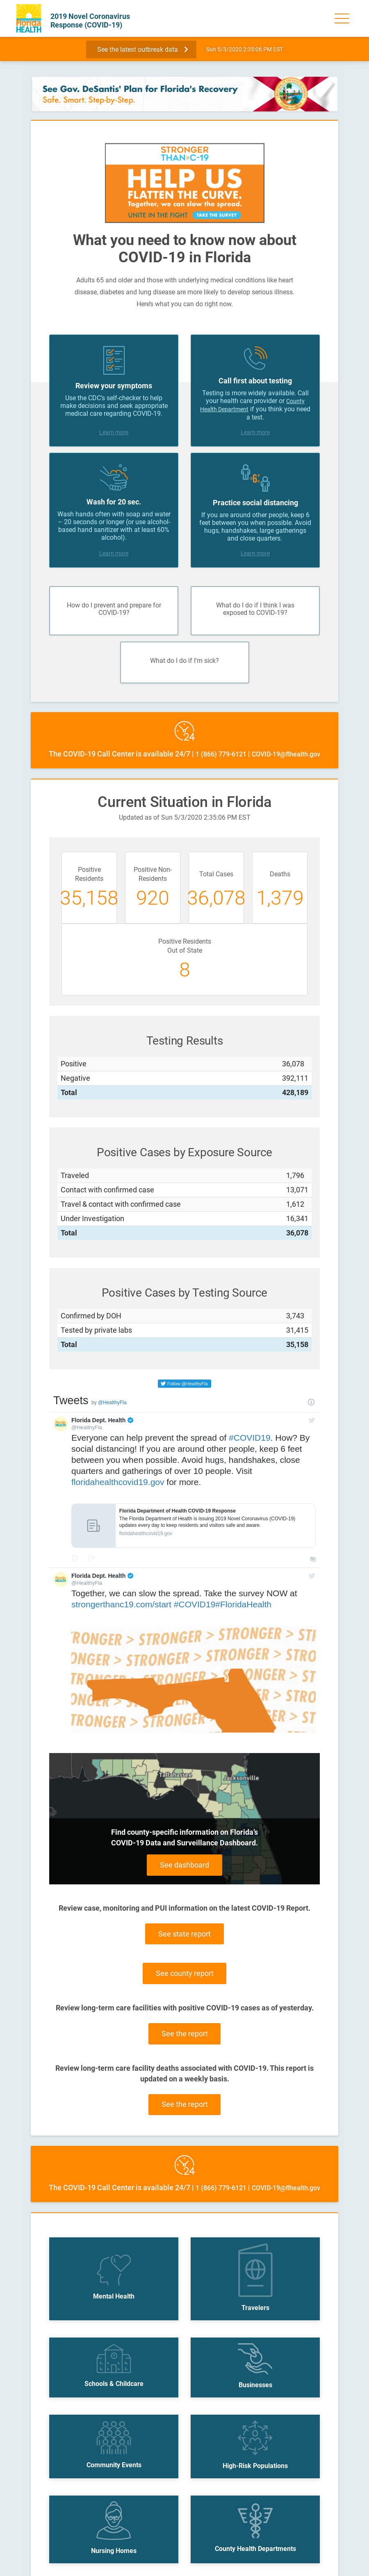 Florida
HEALTH
2019 Novel Coronavirus
Response (COVID-19)
See the latest outbreak data
Sun 5/3/2020 2:35:06 PM EST
See Gov. DeSantis' Plan for Florida's Recovery
Safe. Smart. Step-by-Step.
STRONGER
THAN C-19
HELP US
FLATTEN THE CURVE.
Together, we can slow the spread.
UNITE IN THE FIGHT
TAKE THE SURVEY
What you need to know now about
COVID-19 in Florida
Adults 65 and older and those with underlying medical conditions like heart
disease, diabetes and lung disease are more likely to develop serious illness.
Here's what you can do right now.
Review your symptoms
Use the CDC's self-checker to help
make decisions and seek appropriate
medical care regarding COVID-19.
Learn more
Call first about testing
Testing is more widely available. Call
your health care provider or County
Health Department if you think you need
a test.
Learn more
Wash for 20 sec.
Wash hands often with soap and water
– 20 seconds or longer (or use alcohol-
based hand sanitizer with at least 60%
alcohol).
Learn more
6'
Practice social distancing
If you are around other people, keep 6
feet between you when possible. Avoid
hugs, handshakes, large gatherings
and close quarters.
Learn more
How do I prevent and prepare for
COVID-19?
What do I do if I think I was
exposed to COVID-19?
What do I do if I'm sick?
24
The COVID-19 Call Center is available 24/7 | 1 (866) 779-6121 | COVID-19@flhealth.gov
Current Situation in Florida
Updated as of Sun 5/3/2020 2:35:06 PM EST
Positive
Residents
35,158
Positive Non-
Residents
920
Total Cases
36,078
Deaths
1,379
Positive Residents
Out of State
8
Testing Results
Positive 36,078
Negative 392,111
Total 428,189
Positive Cases by Exposure Source
Traveled 1,796
Contact with confirmed case 13,071
Travel & contact with confirmed case 1,612
Under Investigation 16,341
Total 36,078
Positive Cases by Testing Source
Confirmed by DOH 3,743
Tested by private labs 31,415
Total 35,158
Follow @HealthyFla
Tweets by @HealthyFla
Florida Dept. Health
@HealthyFla
Everyone can help prevent the spread of #COVID19. How? By
social distancing! If you are around other people, keep 6 feet
between you when possible. Avoid hugs, handshakes, close
quarters and gatherings of over 10 people. Visit
floridahealthcovid19.gov for more.
Florida Department of Health COVID-19 Response
The Florida Department of Health is issuing 2019 Novel Coronavirus (COVID-19)
updates every day to keep residents and visitors safe and aware.
floridahealthcovid19.gov
Florida Dept. Health
@HealthyFla
Together, we can slow the spread. Take the survey NOW at
strongerthanc19.com/start #COVID19#FloridaHealth
STRONGER > STRONGER > STRONGER
Tallahassee
Jacksonville
Find county-specific information on Florida's
COVID-19 Data and Surveillance Dashboard.
See dashboard
Review case, monitoring and PUI information on the latest COVID-19 Report.
See state report
See county report
Review long-term care facilities with positive COVID-19 cases as of yesterday.
See the report
Review long-term care facility deaths associated with COVID-19. This report is
updated on a weekly basis.
See the report
24
The COVID-19 Call Center is available 24/7 | 1 (866) 779-6121 | COVID-19@flhealth.gov
Mental Health
Travelers
Schools & Childcare
Businesses
Community Events
High-Risk Populations
Nursing Homes
County Health Departments